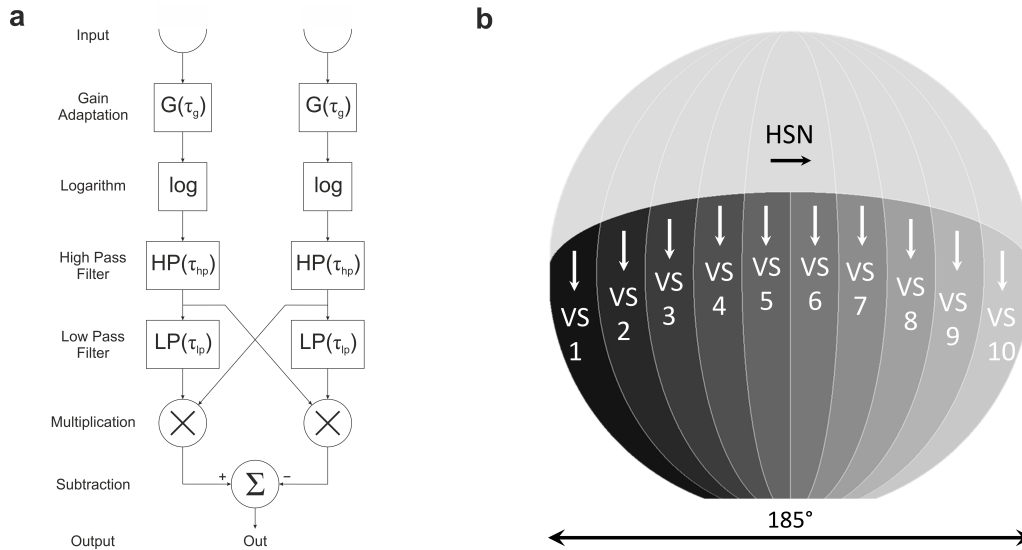 a
Input
Gain
Adaptation
G(τg)
G(τg)
Logarithm
log
log
High Pass
Filter
HP(τhp)
HP(τhp)
Low Pass
Filter
LP(τlp)
LP(τlp)
Multiplication
+
Σ
−
Subtraction
Output
Out
b
HSN
VS
1
VS
2
VS
3
VS
4
VS
5
VS
6
VS
7
VS
8
VS
9
VS
10
185°